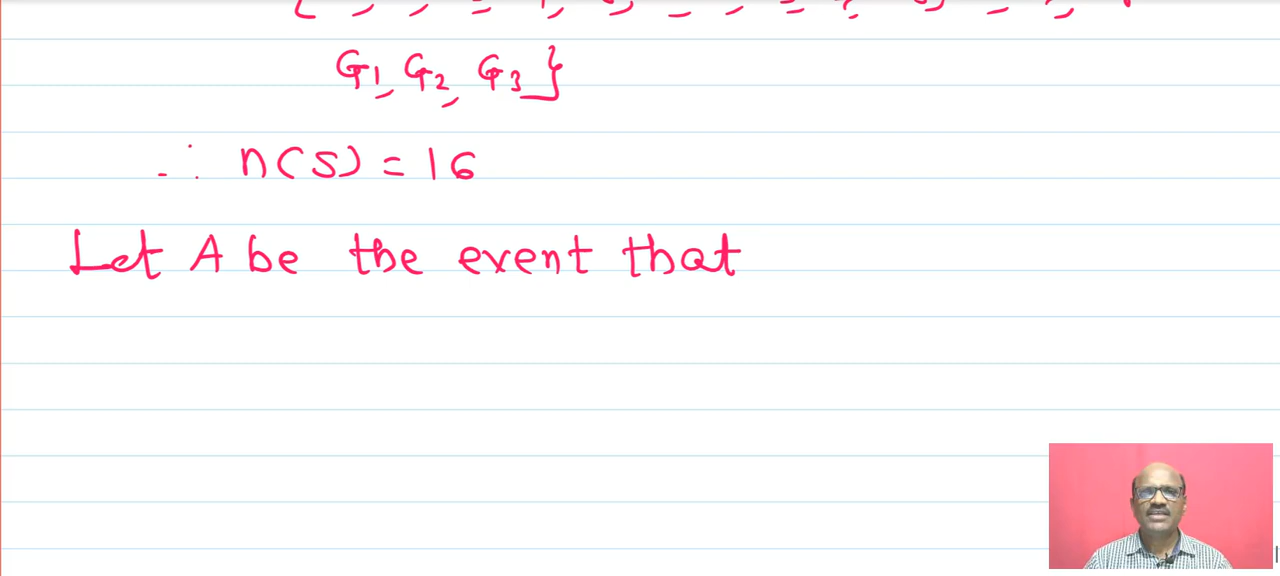 G1, G2, G3 }
∴ n(S) = 16
Let A be the event that